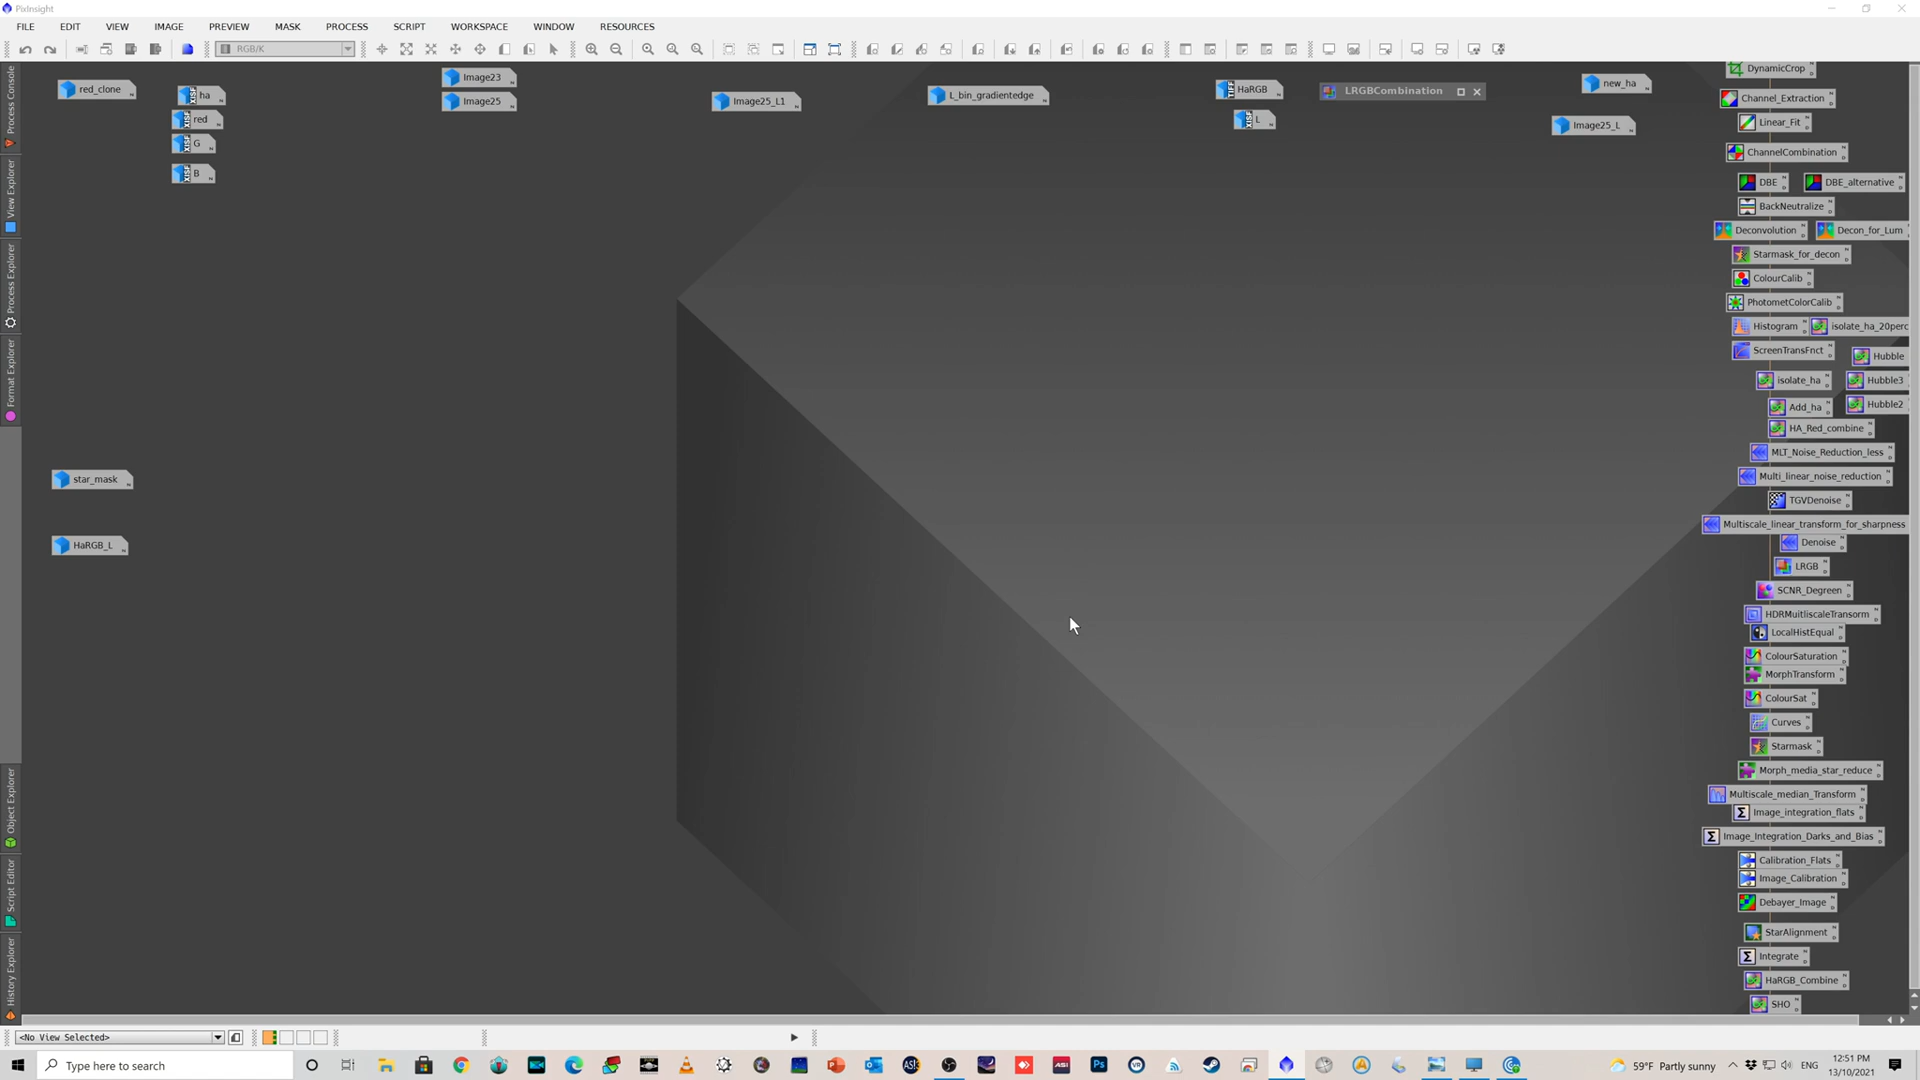 PixInsight
FILE EDIT VIEW IMAGE PREVIEW MASK PROCESS SCRIPT WORKSPACE WINDOW RESOURCES
RGB/K
Process Console
View Explorer
Process Explorer
Format Explorer
Object Explorer
Script Editor
History Explorer
red_clone
ha
red
G
B
Image23
Image25
Image25_L1
L_bin_gradientedge
HaRGB
L
LRGBCombination
new_ha
Image25_L
star_mask
HaRGB_L
DynamicCrop
Channel_Extraction
Linear_Fit
ChannelCombination
DBE DBE_alternative
BackNeutralize
Deconvolution Decon_for_Lum
Starmask_for_decon
ColourCalib
PhotometColorCalib
Histogram isolate_ha_20perc
ScreenTransFnct Hubble
isolate_ha Hubble3
Add_ha Hubble2
HA_Red_combine
MLT_Noise_Reduction_less
Multi_linear_noise_reduction
TGVDenoise
Multiscale_linear_transform_for_sharpness
Denoise
LRGB
SCNR_Degreen
HDRMuitliscaleTransorm
LocalHistEqual
ColourSaturation
MorphTransform
ColourSat
Curves
Starmask
Morph_media_star_reduce
Multiscale_median_Transform
Image_integration_flats
Image_Integration_Darks_and_Bias
Calibration_Flats
Image_Calibration
Debayer_Image
StarAlignment
Integrate
HaRGB_Combine
SHO
<No View Selected>
Type here to search
59°F Partly sunny
ENG
12:51 PM
13/10/2021